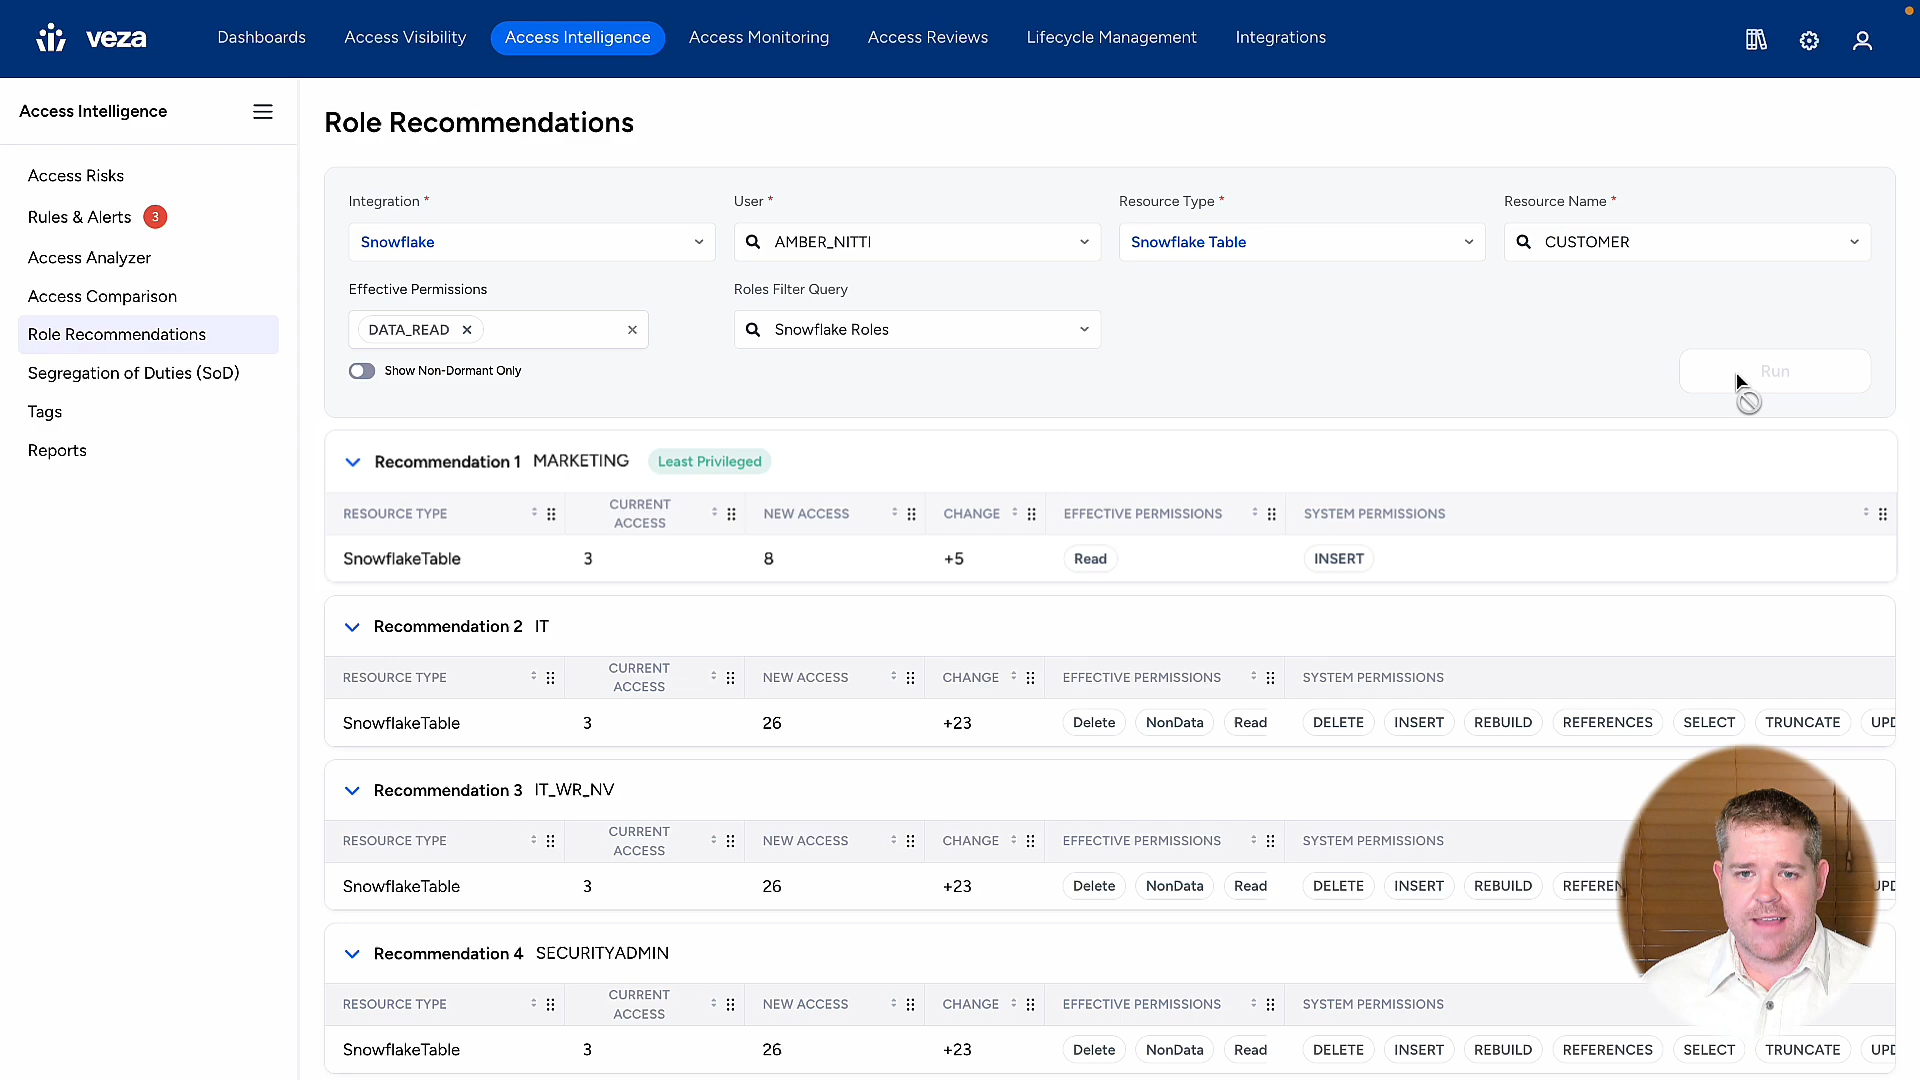 veza
Dashboards
Access Visibility
Access Intelligence
Access Monitoring
Access Reviews
Lifecycle Management
Integrations
Access Intelligence
Access Risks
Rules & Alerts 3
Access Analyzer
Access Comparison
Role Recommendations
Segregation of Duties (SoD)
Tags
Reports
Role Recommendations
Integration * User * Resource Type * Resource Name *
Snowflake AMBER_NITTI Snowflake Table CUSTOMER
Effective Permissions Roles Filter Query
DATA_READ Snowflake Roles
Show Non-Dormant Only
Run
Recommendation 1 MARKETING Least Privileged
RESOURCE TYPE CURRENT ACCESS NEW ACCESS CHANGE EFFECTIVE PERMISSIONS SYSTEM PERMISSIONS
SnowflakeTable 3 8 +5 Read INSERT
Recommendation 2 IT
RESOURCE TYPE CURRENT ACCESS NEW ACCESS CHANGE EFFECTIVE PERMISSIONS SYSTEM PERMISSIONS
SnowflakeTable 3 26 +23 Delete NonData Read DELETE INSERT REBUILD REFERENCES SELECT TRUNCATE UPD
Recommendation 3 IT_WR_NV
RESOURCE TYPE CURRENT ACCESS NEW ACCESS CHANGE EFFECTIVE PERMISSIONS SYSTEM PERMISSIONS
SnowflakeTable 3 26 +23 Delete NonData Read DELETE INSERT REBUILD REFEREN UPD
Recommendation 4 SECURITYADMIN
RESOURCE TYPE CURRENT ACCESS NEW ACCESS CHANGE EFFECTIVE PERMISSIONS SYSTEM PERMISSIONS
SnowflakeTable 3 26 +23 Delete NonData Read DELETE INSERT REBUILD REFERENCES SELECT TRUNCATE UPD